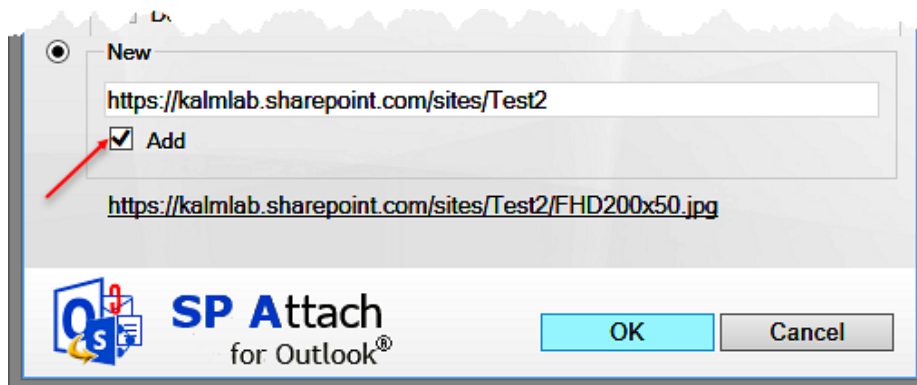 New
https://kalmlab.sharepoint.com/sites/Test2
Add
https://kalmlab.sharepoint.com/sites/Test2/FHD200x50.jpg
SP Attach
for Outlook®
OK
Cancel